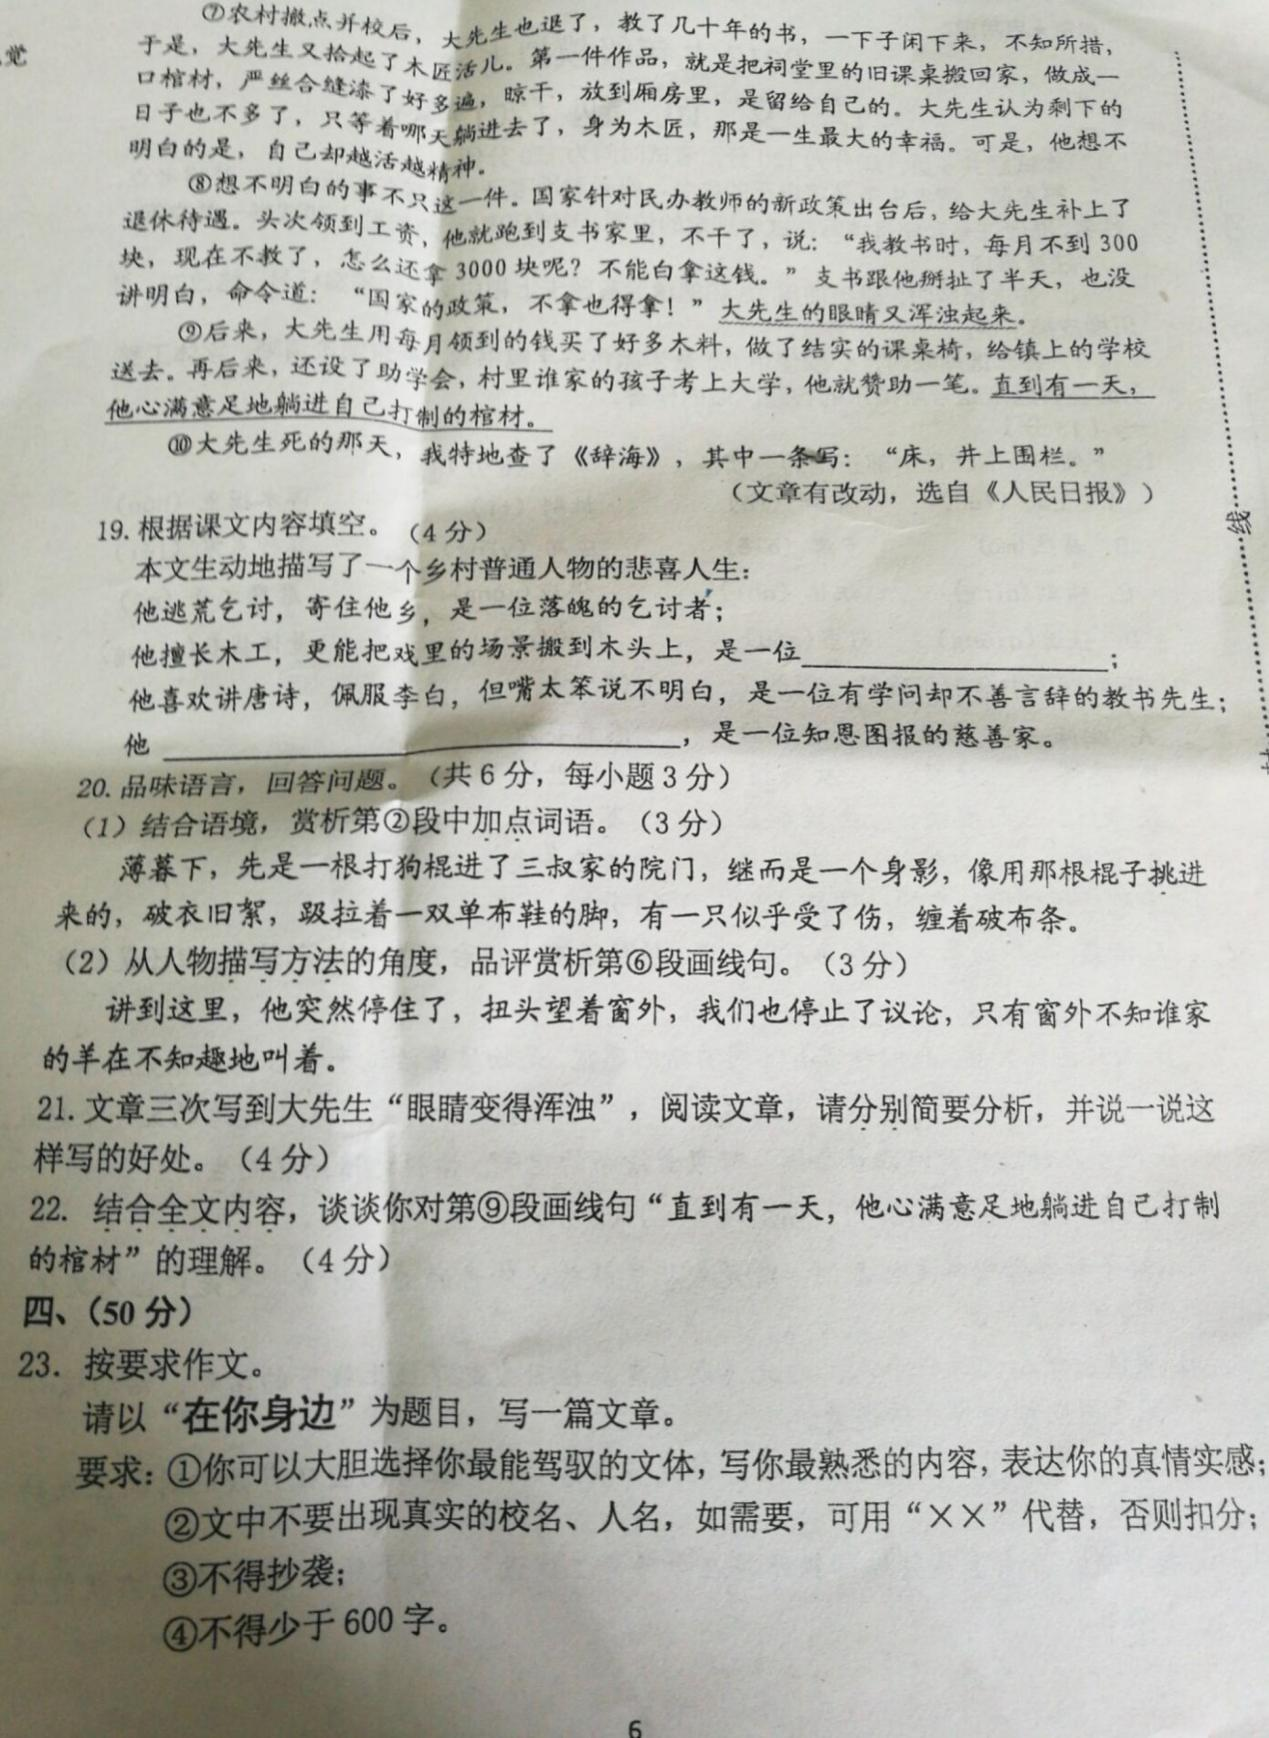 ⑦农村撤点并校后，大先生也退了，教了几十年的书，一下子闲下来，不知所措，
于是，大先生又拾起了木匠活儿。第一件作品，就是把祠堂里的旧课桌搬回家，做成一
口棺材，严丝合缝漆了好多遍，晾干，放到厢房里，是留给自己的。大先生认为剩下的
日子也不多了，只等着哪天躺进去了，身为木匠，那是一生最大的幸福。可是，他想不
明白的是，自己却越活越精神。
⑧想不明白的事不只这一件。国家针对民办教师的新政策出台后，给大先生补上了
退休待遇。头次领到工资，他就跑到支书家里，不干了，说：“我教书时，每月不到300
块，现在不教了，怎么还拿3000块呢？不能白拿这钱。”支书跟他掰扯了半天，也没
讲明白，命令道：“国家的政策，不拿也得拿！”大先生的眼睛又浑浊起来。
⑨后来，大先生用每月领到的钱买了好多木料，做了结实的课桌椅，给镇上的学校
送去。再后来，还设了助学会，村里谁家的孩子考上大学，他就赞助一笔。直到有一天，
他心满意足地躺进自己打制的棺材。
⑩大先生死的那天，我特地查了《辞海》，其中一条写：“床，井上围栏。”
（文章有改动，选自《人民日报》）
19.根据课文内容填空。（4分）
本文生动地描写了一个乡村普通人物的悲喜人生：
他逃荒乞讨，寄住他乡，是一位落魄的乞讨者；
他擅长木工，更能把戏里的场景搬到木头上，是一位____________；
他喜欢讲唐诗，佩服李白，但嘴太笨说不明白，是一位有学问却不善言辞的教书先生；
他____________________，是一位知恩图报的慈善家。
20.品味语言，回答问题。（共6分，每小题3分）
（1）结合语境，赏析第②段中加点词语。（3分）
薄暮下，先是一根打狗棍进了三叔家的院门，继而是一个身影，像用那根棍子挑进
来的，破衣旧絮，趿拉着一双单布鞋的脚，有一只似乎受了伤，缠着破布条。
（2）从人物描写方法的角度，品评赏析第⑥段画线句。（3分）
讲到这里，他突然停住了，扭头望着窗外，我们也停止了议论，只有窗外不知谁家
的羊在不知趣地叫着。
21.文章三次写到大先生“眼睛变得浑浊”，阅读文章，请分别简要分析，并说一说这
样写的好处。（4分）
22. 结合全文内容，谈谈你对第⑨段画线句“直到有一天，他心满意足地躺进自己打制
的棺材”的理解。（4分）
四、（50分）
23. 按要求作文。
请以“在你身边”为题目，写一篇文章。
要求：①你可以大胆选择你最能驾驭的文体，写你最熟悉的内容，表达你的真情实感；
②文中不要出现真实的校名、人名，如需要，可用“××”代替，否则扣分；
③不得抄袭；
④不得少于600字。
6
觉
线